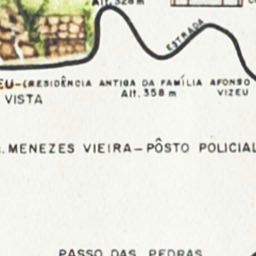 Alt. 328 m
ESTRADA
EU-(RESIDÊNCIA ANTIGA DA FAMÍLIA AFONSO
VISTA Alt. 358 m VIZEU
. MENEZES VIEIRA-PÔSTO POLICIAL
PASSO DAS PEDRAS